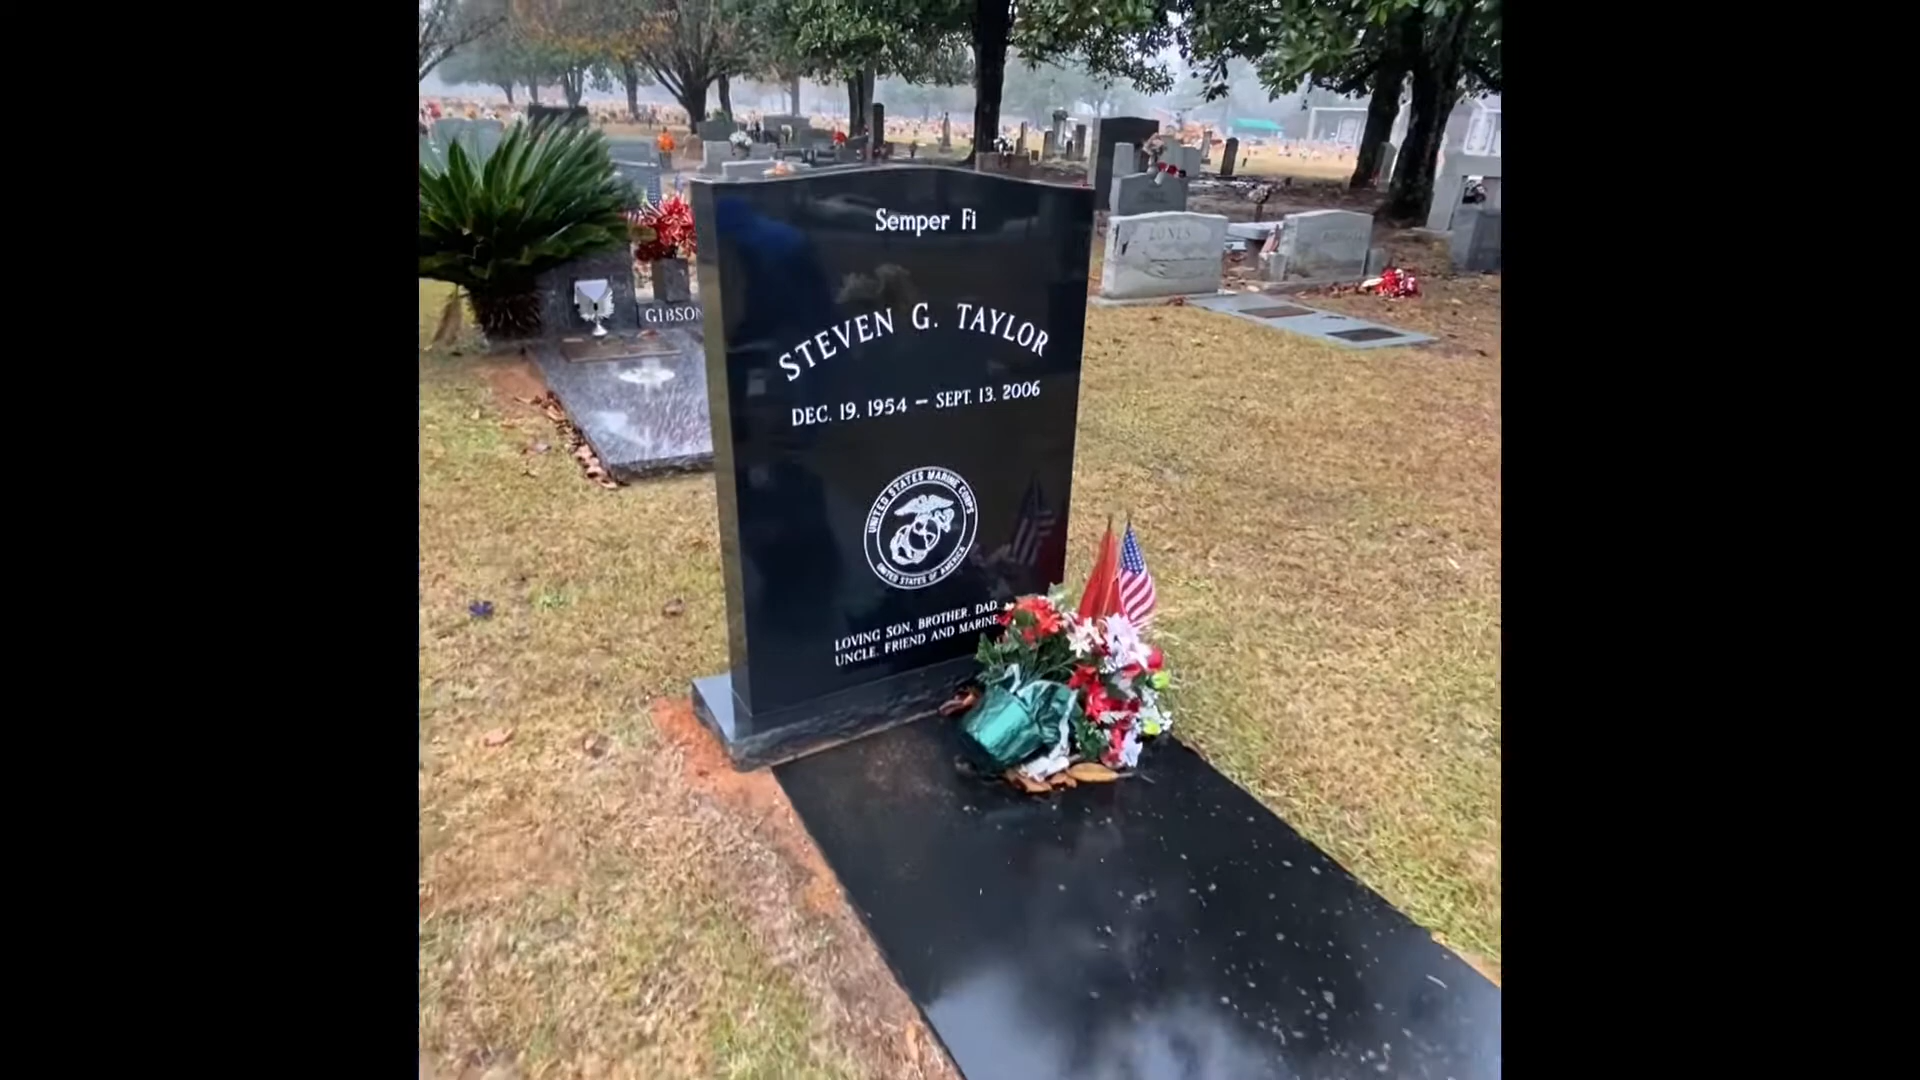 Semper Fi
STEVEN G. TAYLOR
DEC. 19. 1954 — SEPT. 13. 2006
UNITED STATES MARINE CORPS
UNITED STATES OF AMERICA
LOVING SON, BROTHER, DAD,
UNCLE, FRIEND AND MARINE
GIBSON